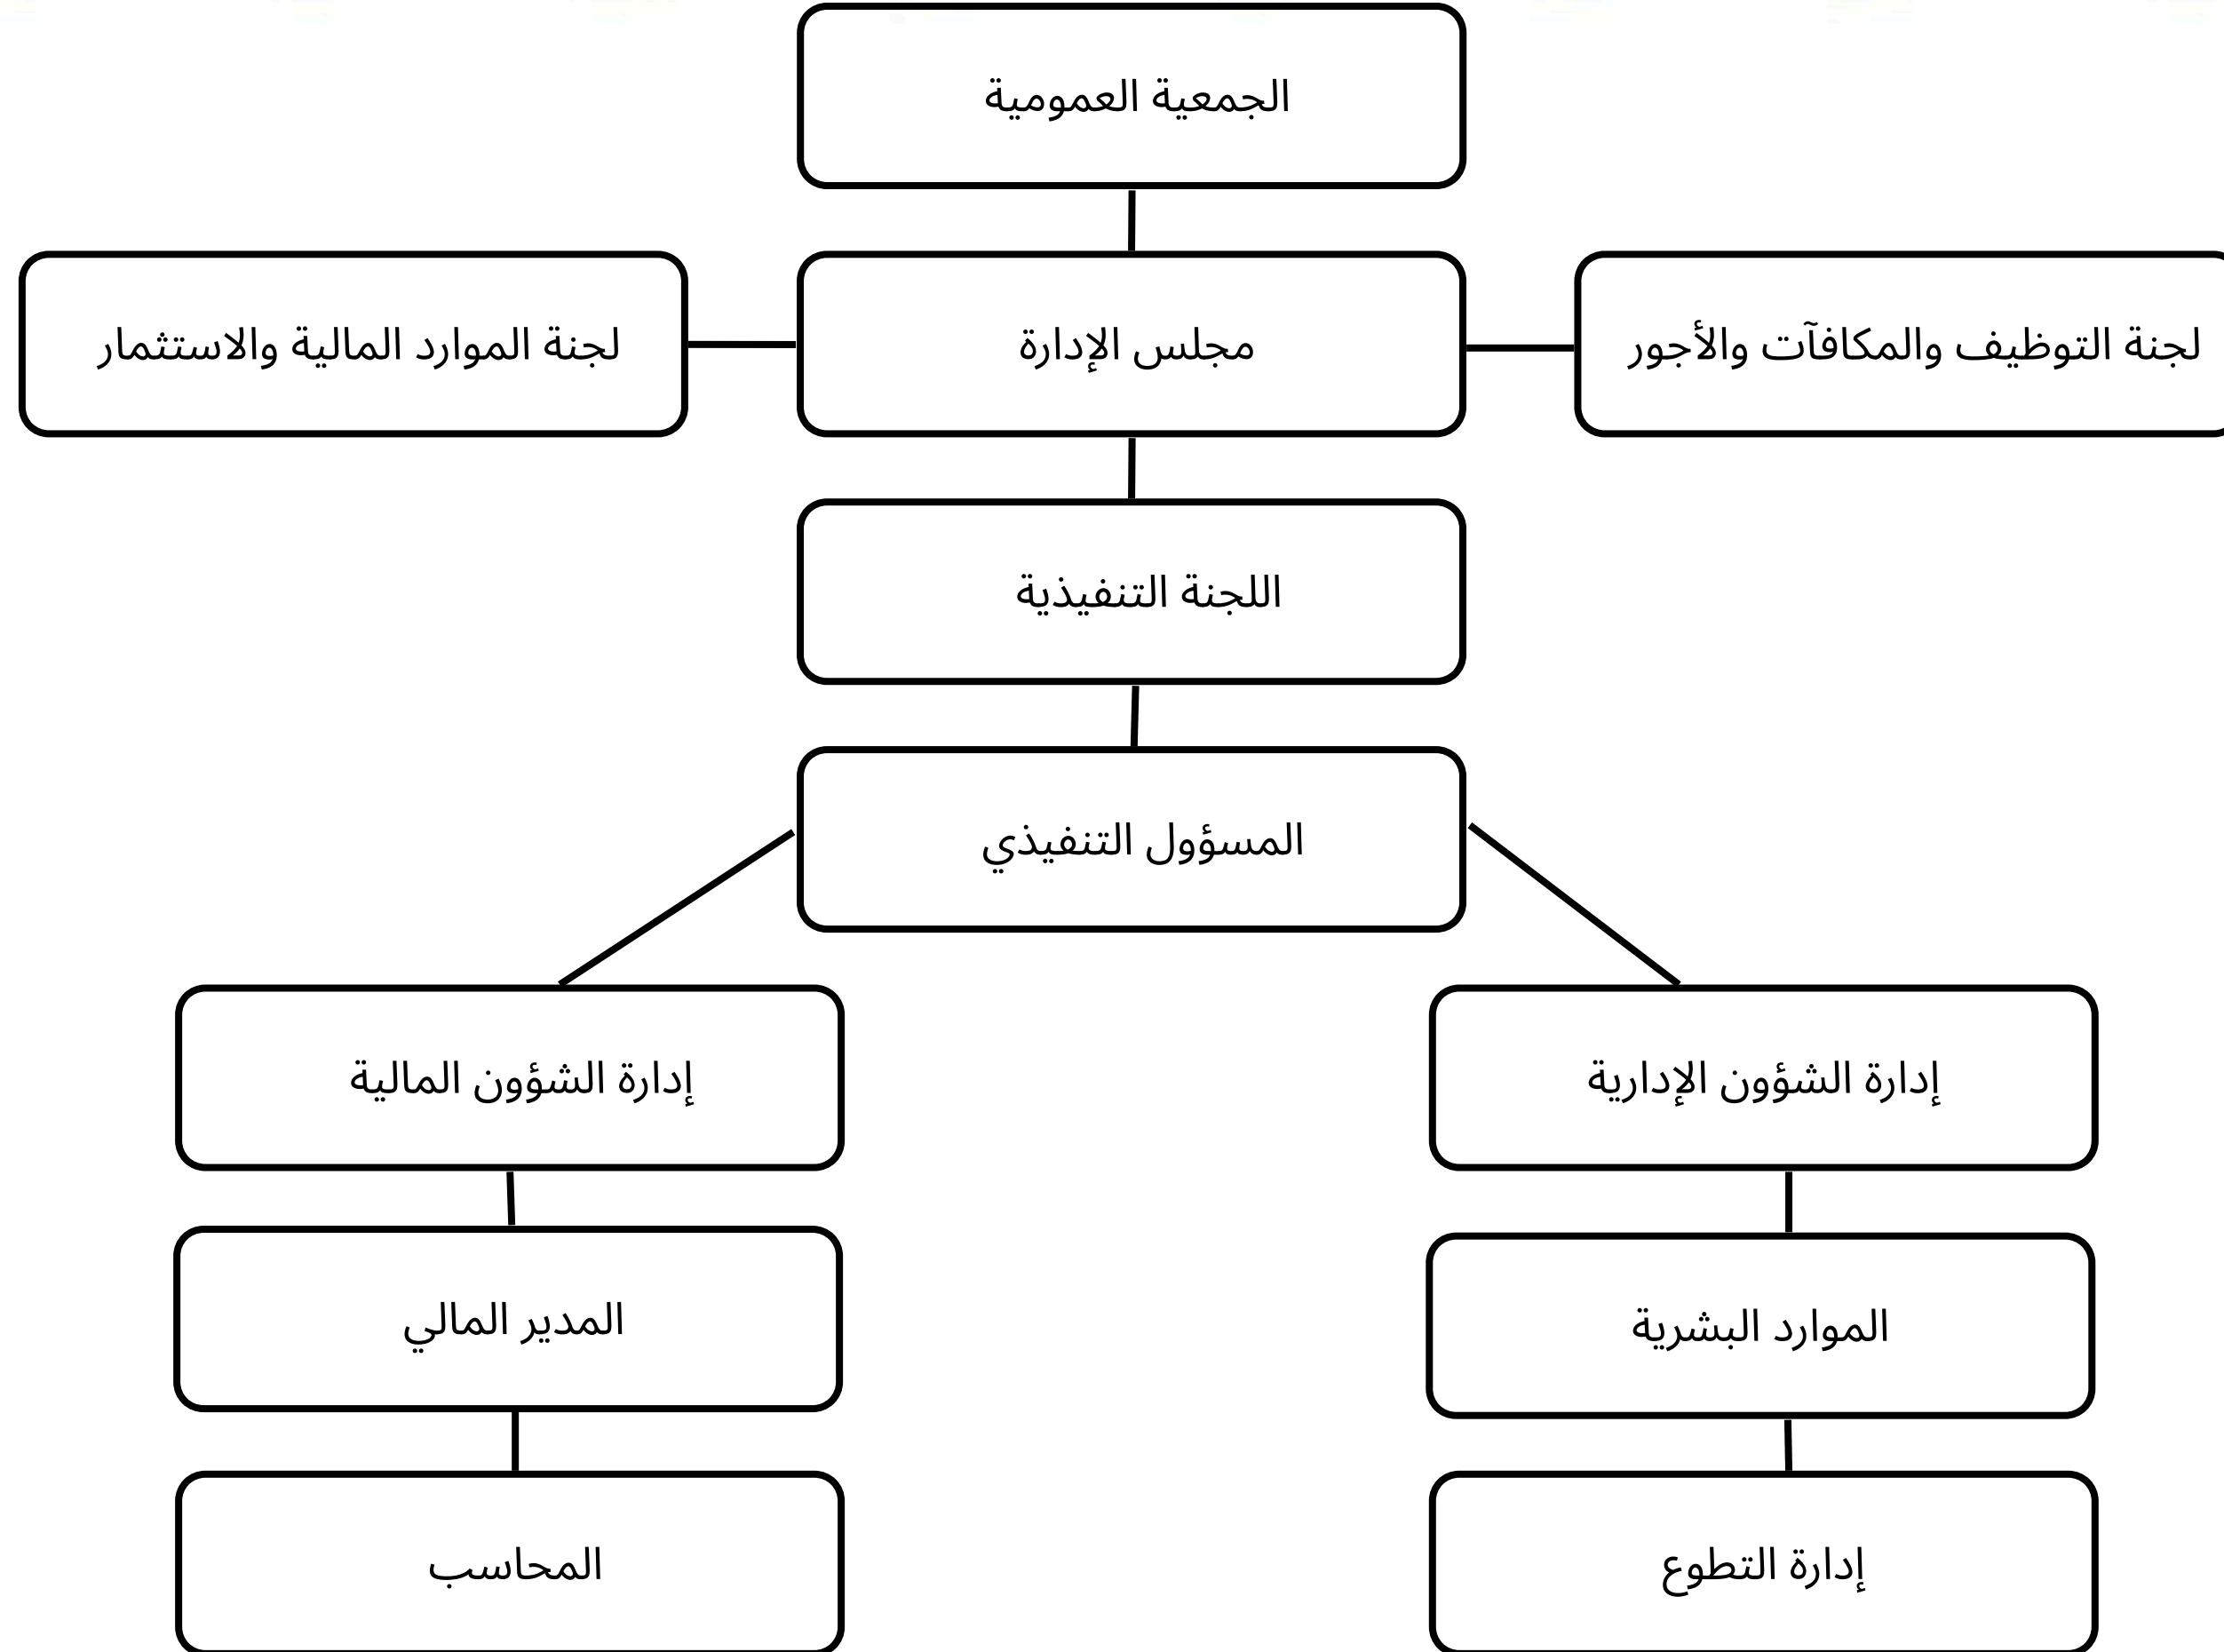 الجمعية العمومية
لجنة التوظيف والمكافآت والأجور
مجلس الإدارة
لجنة الموارد المالية والاستثمار
اللجنة التنفيذية
المسؤول التنفيذي
إدارة الشؤون الإدارية
إدارة الشؤون المالية
الموارد البشرية
المدير المالي
إدارة التطوع
المحاسب